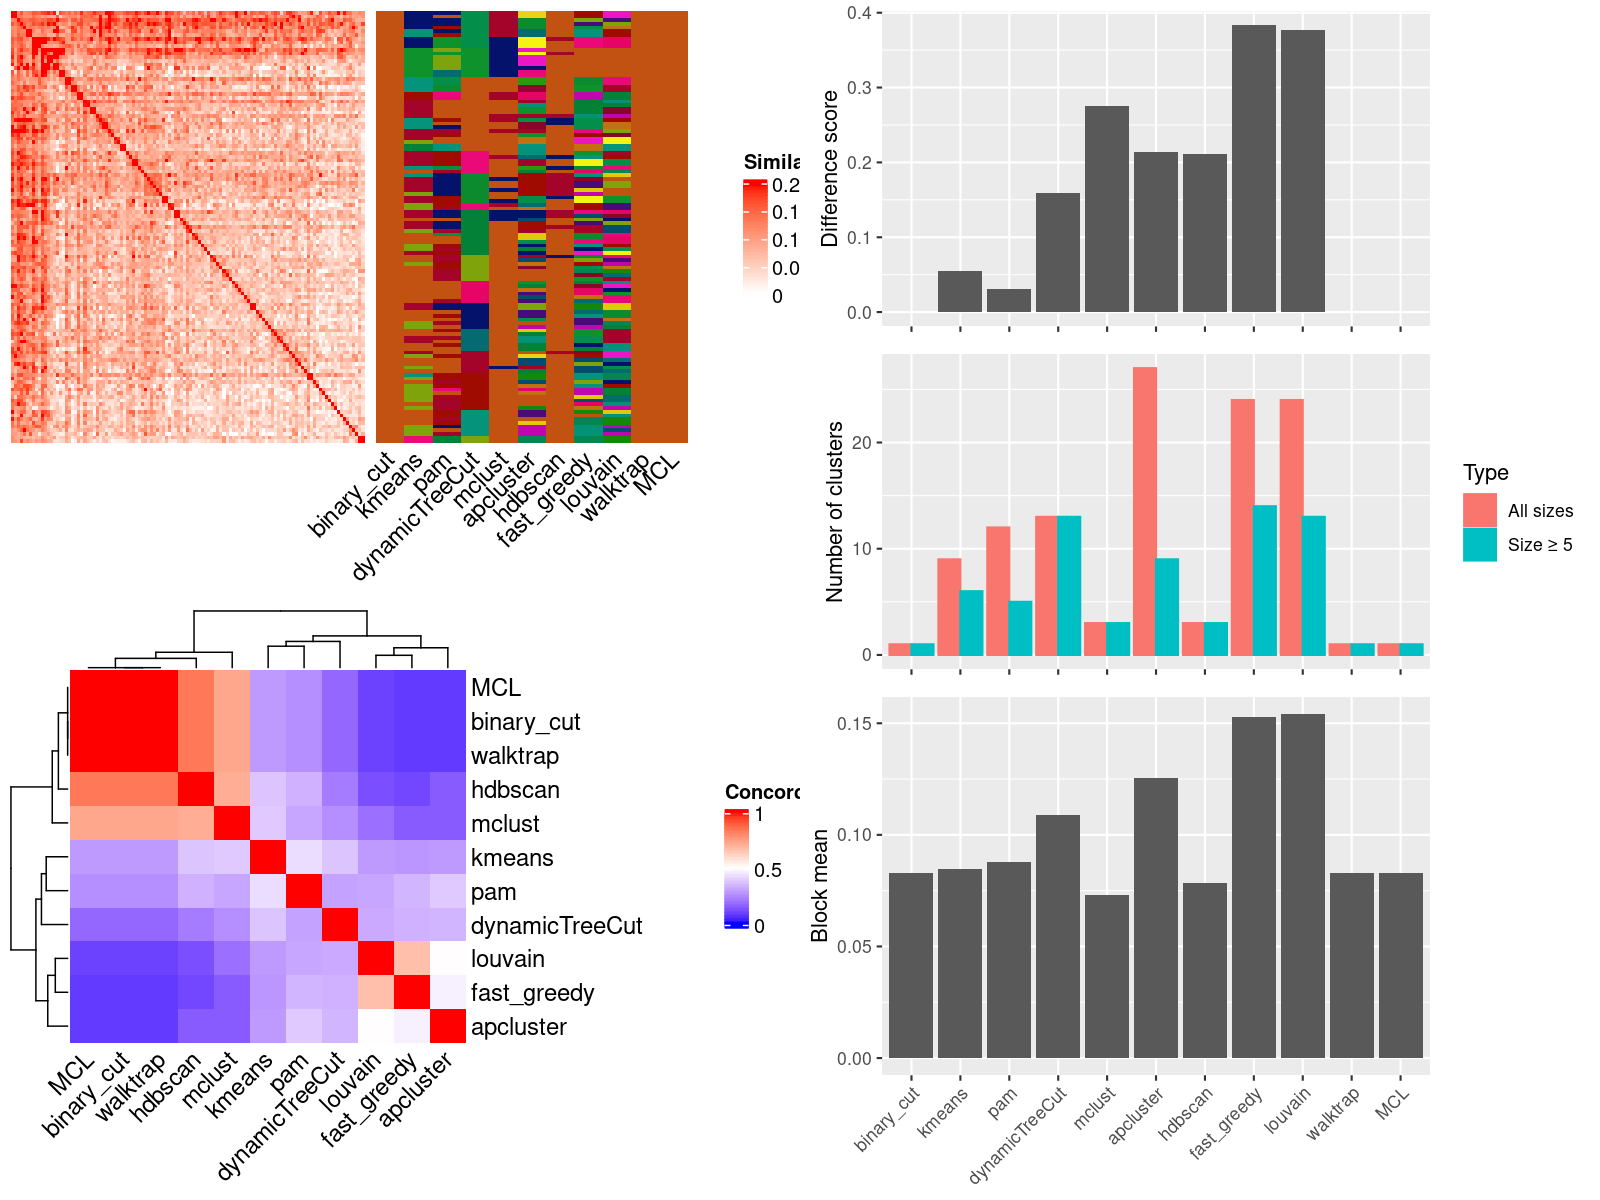 Simila
0.2
0.1
0.1
0.0
0
binary_cut
kmeans
pam
dynamicTreeCut
mclust
apcluster
hdbscan
fast_greedy
louvain
walktrap
MCL
MCL
binary_cut
walktrap
hdbscan
mclust
kmeans
pam
dynamicTreeCut
louvain
fast_greedy
apcluster
MCL
binary_cut
walktrap
hdbscan
mclust
kmeans
pam
dynamicTreeCut
louvain
fast_greedy
apcluster
Concord
1
0.5
0
Difference score
0.4
0.3
0.2
0.1
0.0
Number of clusters
20
10
0
Type
All sizes
Size ≥ 5
Block mean
0.15
0.10
0.05
0.00
binary_cut
kmeans
pam
dynamicTreeCut
mclust
apcluster
hdbscan
fast_greedy
louvain
walktrap
MCL